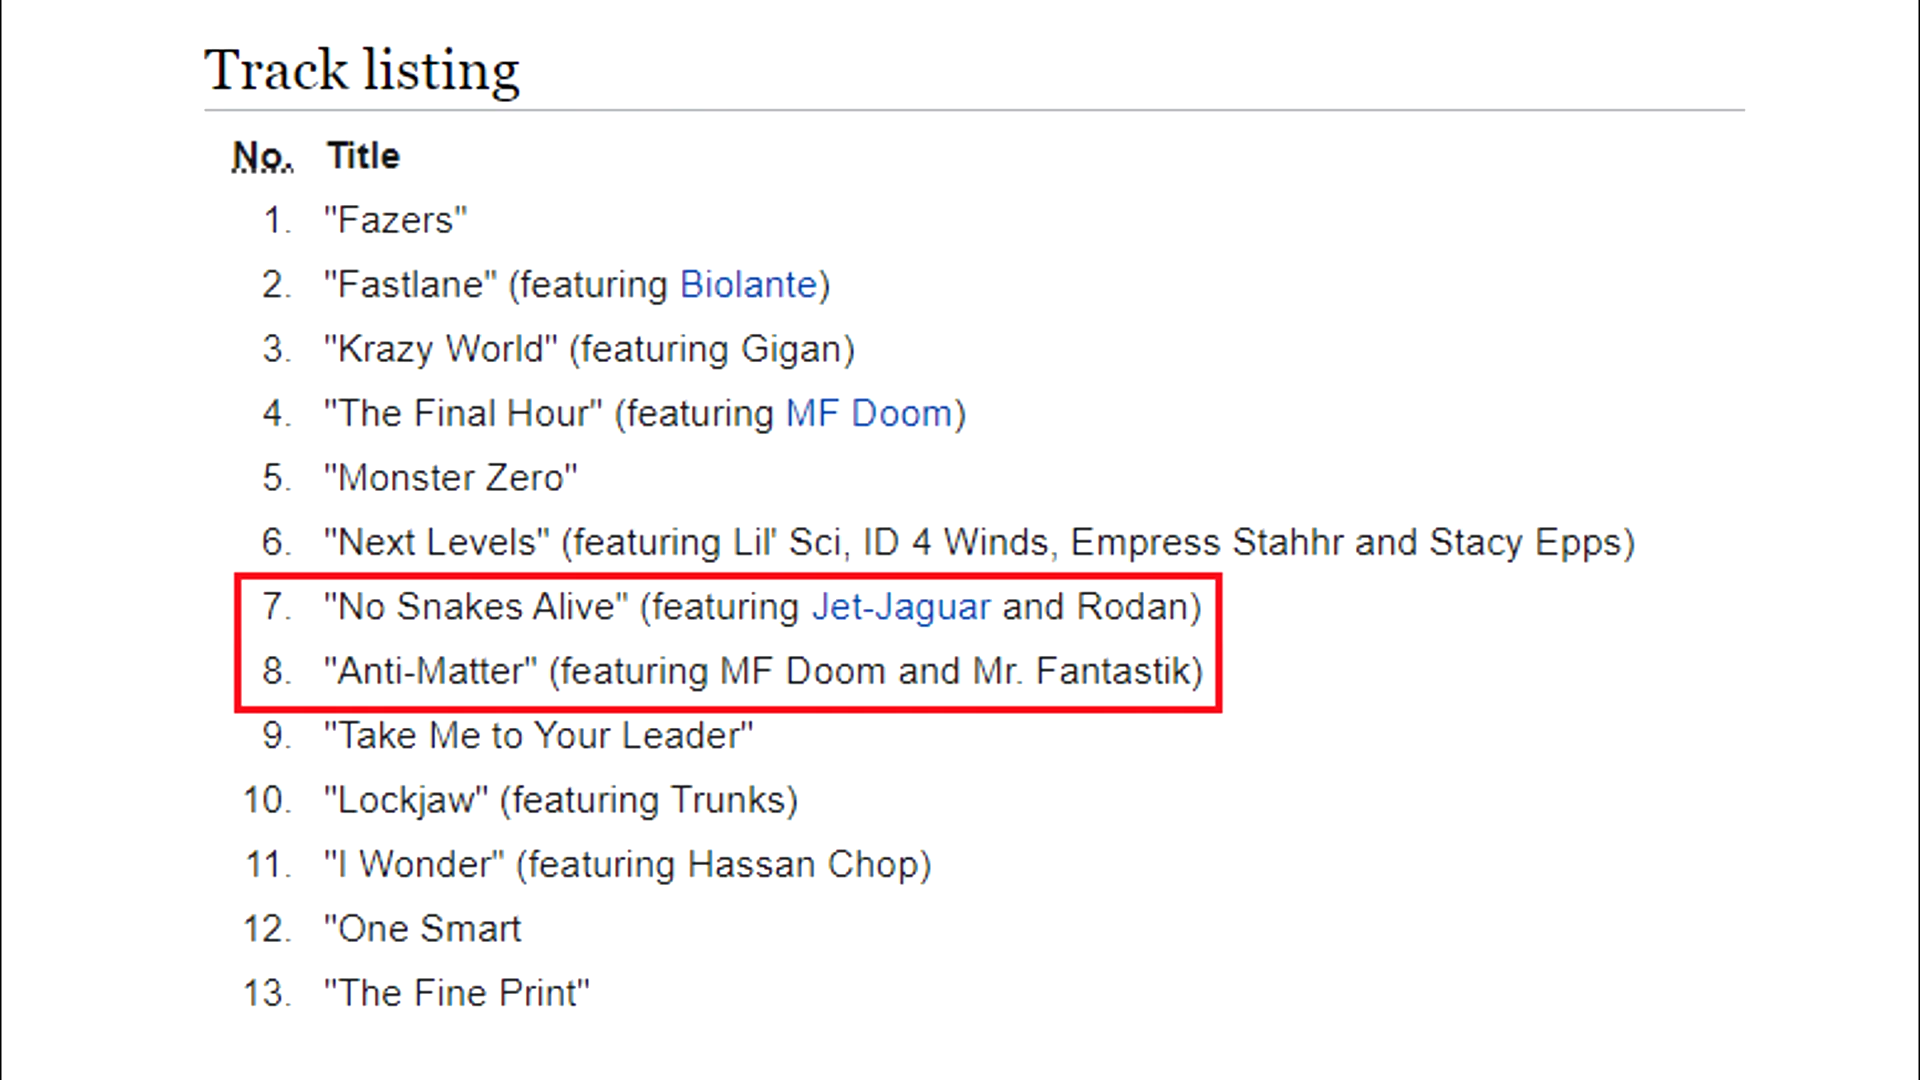 Track listing
No. Title
1. "Fazers"
2. "Fastlane" (featuring Biolante)
3. "Krazy World" (featuring Gigan)
4. "The Final Hour" (featuring MF Doom)
5. "Monster Zero"
6. "Next Levels" (featuring Lil' Sci, ID 4 Winds, Empress Stahhr and Stacy Epps)
7. "No Snakes Alive" (featuring Jet-Jaguar and Rodan)
8. "Anti-Matter" (featuring MF Doom and Mr. Fantastik)
9. "Take Me to Your Leader"
10. "Lockjaw" (featuring Trunks)
11. "I Wonder" (featuring Hassan Chop)
12. "One Smart
13. "The Fine Print"